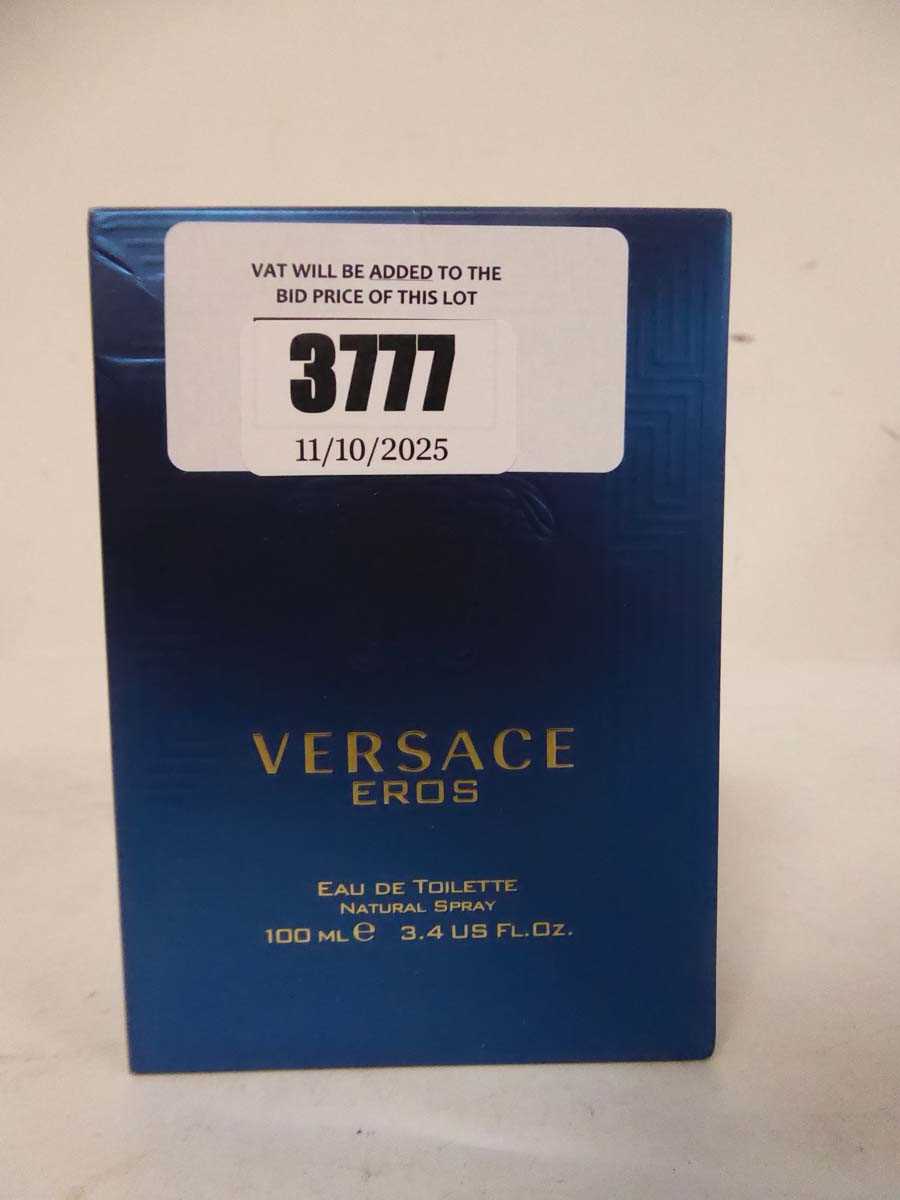 VAT WILL BE ADDED TO THE
BID PRICE OF THIS LOT
3777
11/10/2025
VERSACE
EROS
EAU DE TOILETTE
NATURAL SPRAY
100 ML ℮ 3.4 US FL.OZ.